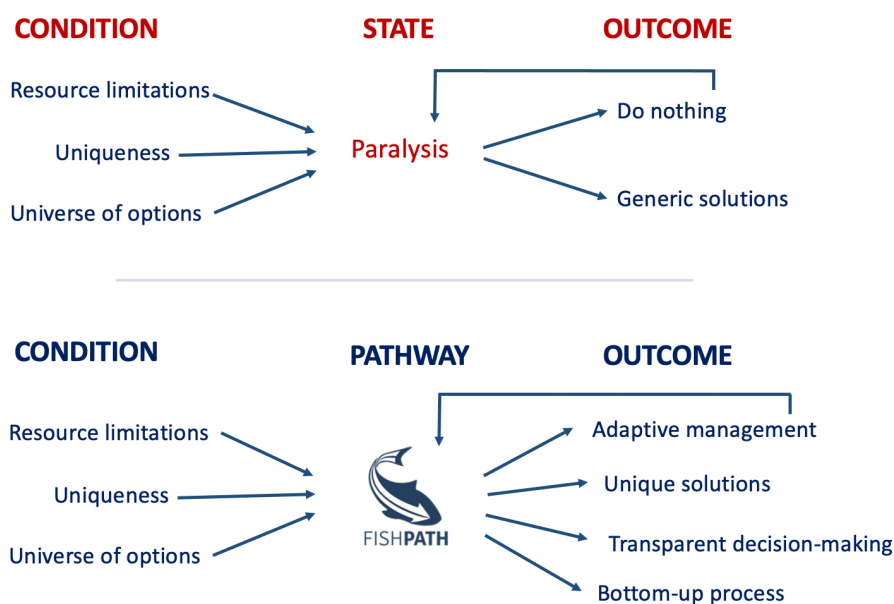 CONDITION STATE OUTCOME
Resource limitations
Do nothing
Uniqueness Paralysis
Universe of options Generic solutions
CONDITION PATHWAY OUTCOME
Resource limitations Adaptive management
Uniqueness Unique solutions
FISHPATH
Universe of options Transparent decision-making
Bottom-up process